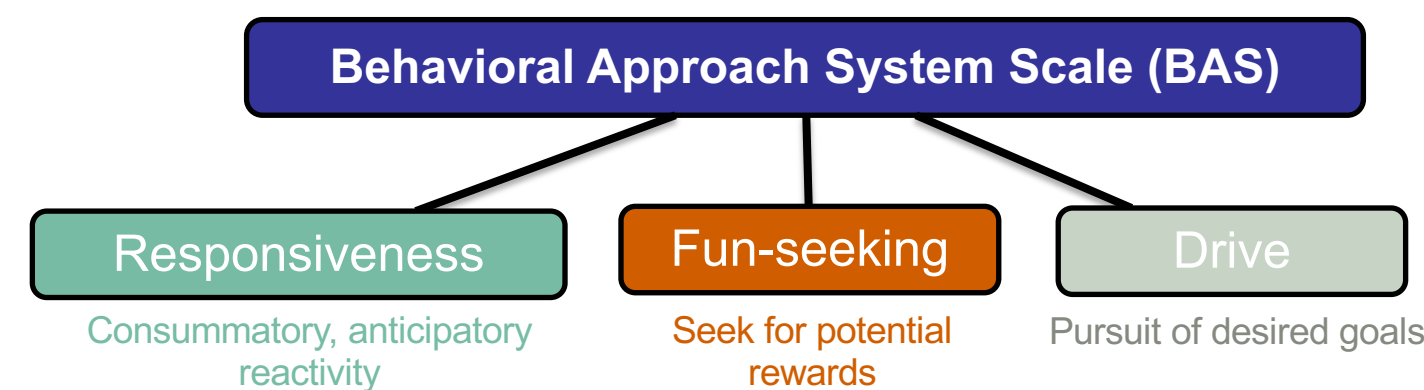 Behavioral Approach System Scale (BAS)
Responsiveness
Fun-seeking
Drive
Consummatory, anticipatory
reactivity
Seek for potential
rewards
Pursuit of desired goals